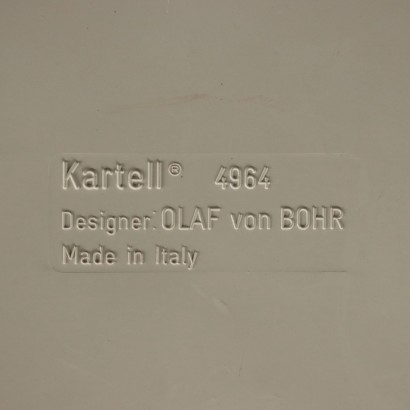 Kartell® 4964
Designer: OLAF von BOHR
Made in Italy